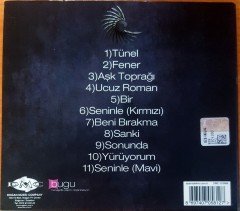 1)Tünel
2)Fener
3)Aşk Toprağı
4)Ucuz Roman
5)Bir
6)Seninle (Kırmızı)
7)Beni Bırakma
8)Sanki
9)Sonunda
10)Yürüyorum
11)Seninle (Mavi)
bugu